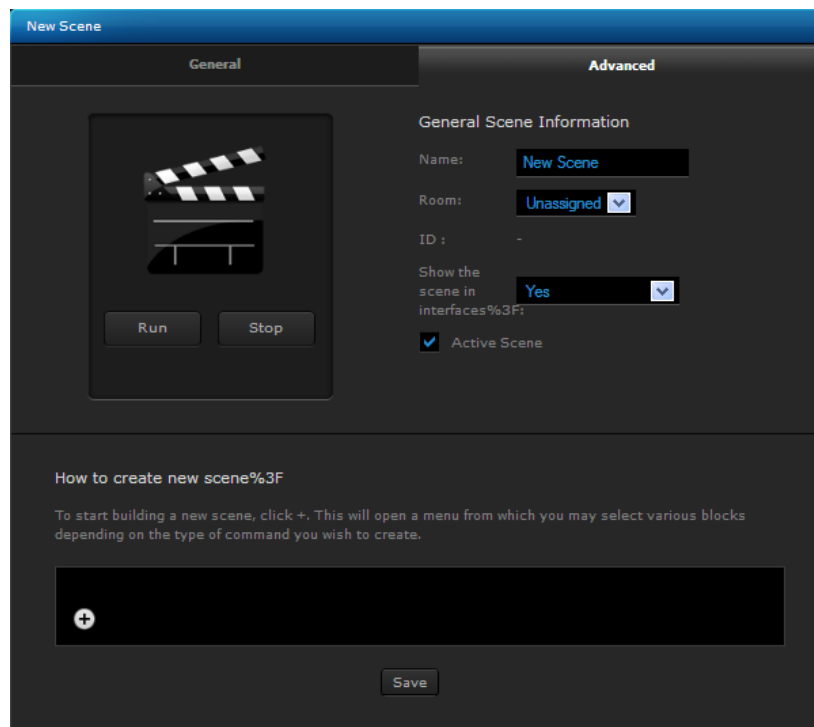 New Scene
General
Advanced
Run
Stop
General Scene Information
Name:
New Scene
Room:
Unassigned
ID :
-
Show the
scene in
interfaces%3F:
Yes
Active Scene
How to create new scene%3F
To start building a new scene, click +. This will open a menu from which you may select various blocks
depending on the type of command you wish to create.
Save